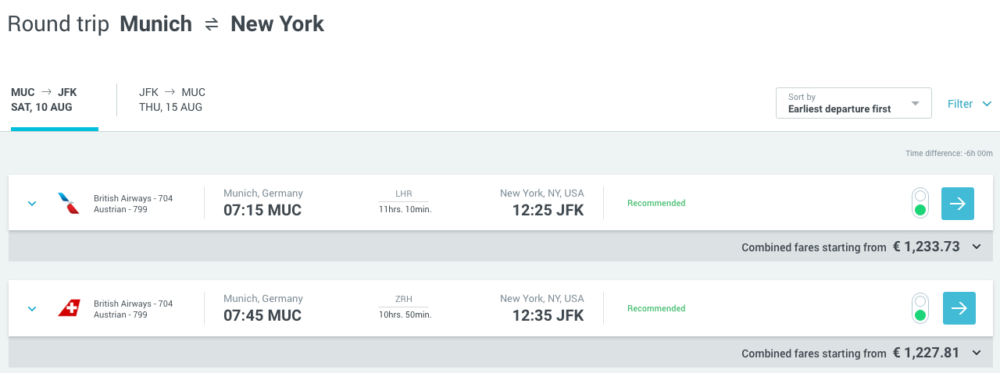 Round trip Munich ⇌ New York
MUC → JFK
SAT, 10 AUG
JFK → MUC
THU, 15 AUG
Sort by
Earliest departure first
Filter
Time difference: -6h 00m
British Airways - 704
Austrian - 799
Munich, Germany
07:15 MUC
LHR
11hrs. 10min.
New York, NY, USA
12:25 JFK
Recommended
Combined fares starting from € 1,233.73
British Airways - 704
Austrian - 799
Munich, Germany
07:45 MUC
ZRH
10hrs. 50min.
New York, NY, USA
12:35 JFK
Recommended
Combined fares starting from € 1,227.81